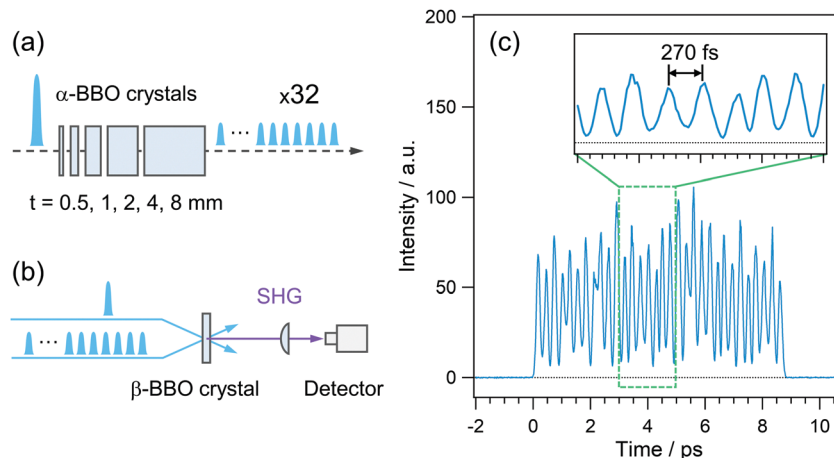 (a)
α-BBO crystals
x32
t = 0.5, 1, 2, 4, 8 mm
(b)
SHG
β-BBO crystal
Detector
(c)
270 fs
Intensity / a.u.
200
150
100
50
0
-2
0
2
4
6
8
10
Time / ps